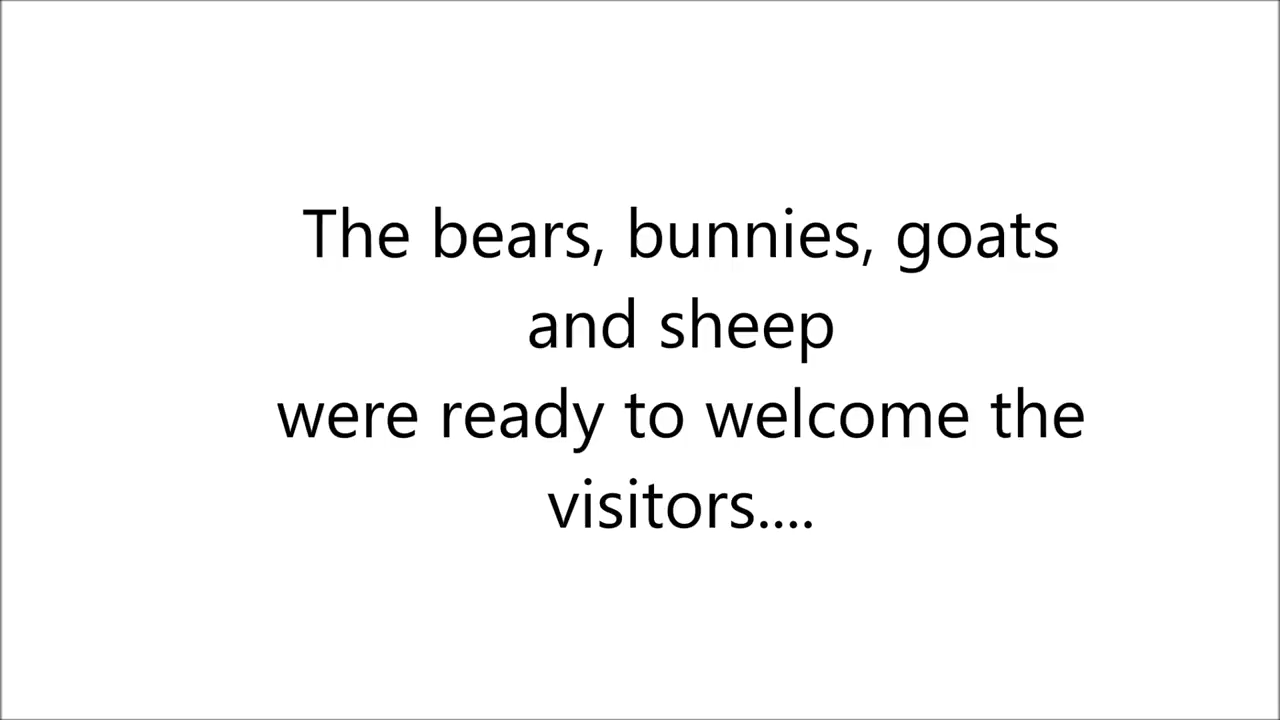 The bears, bunnies, goats
and sheep
were ready to welcome the
visitors....